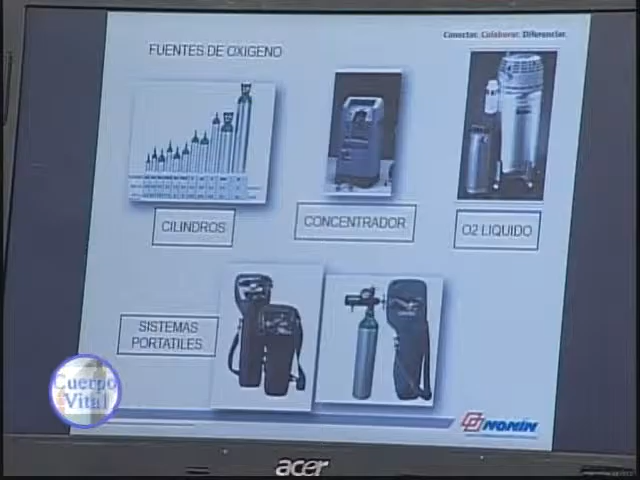 Conectar. Colaborar. Diferenciar.
FUENTES DE OXIGENO
CILINDROS
CONCENTRADOR
O2 LIQUIDO
SISTEMAS
PORTATILES
Cuerpo
Vital
NONIN
acer